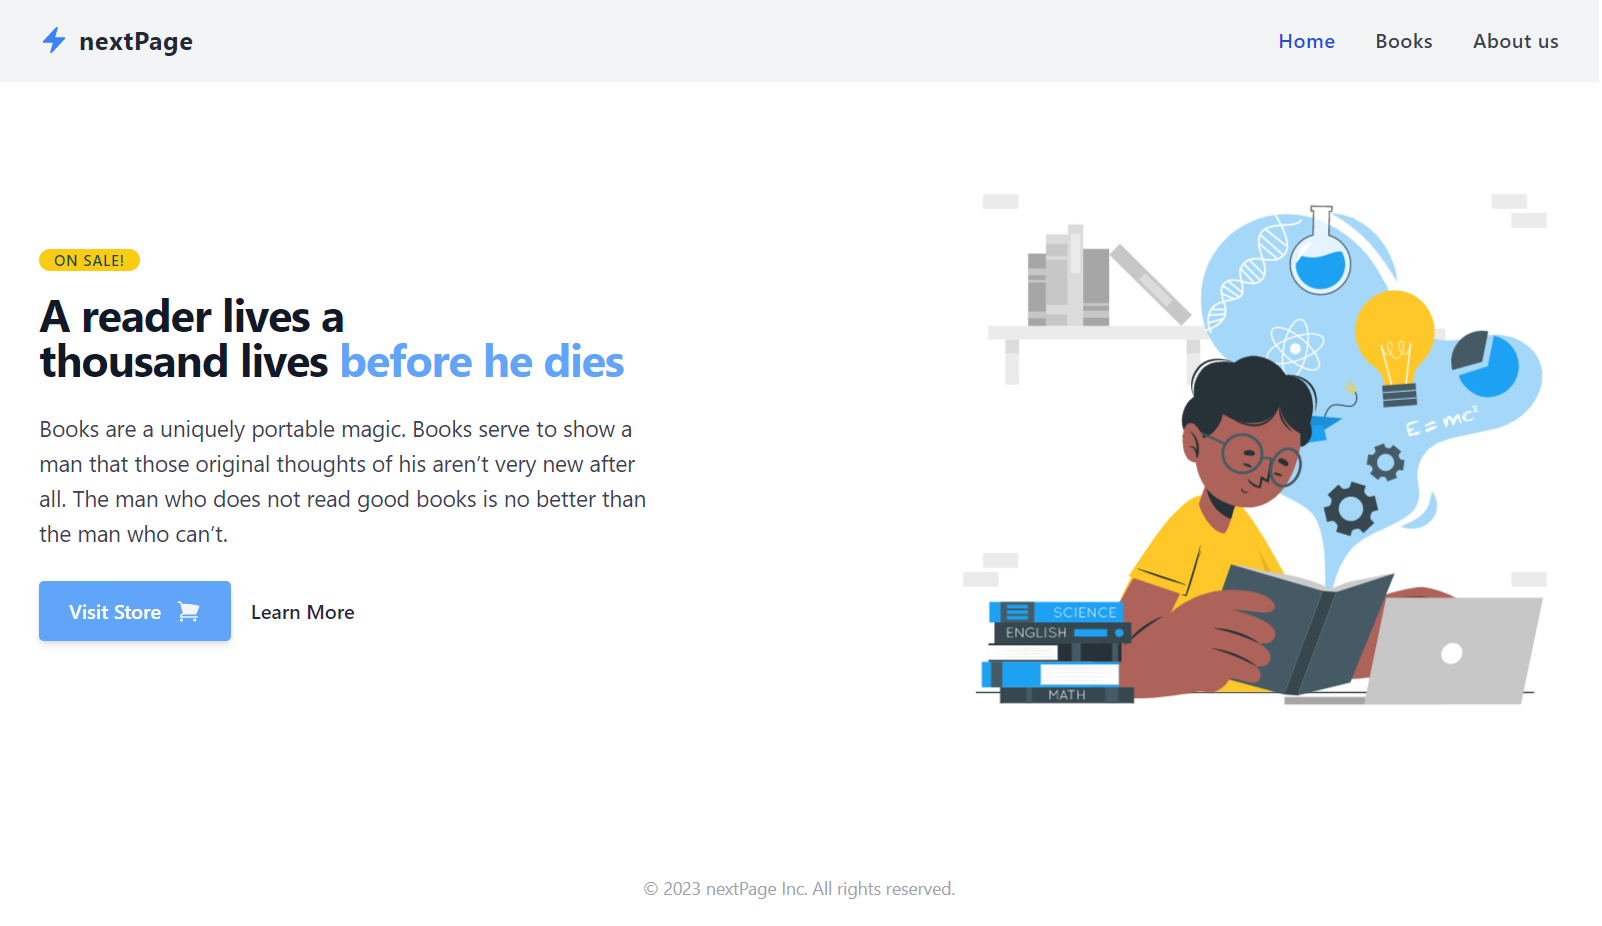 nextPage
Home
Books
About us
ON SALE!
A reader lives a
thousand lives before he dies
Books are a uniquely portable magic. Books serve to show a
man that those original thoughts of his aren’t very new after
all. The man who does not read good books is no better than
the man who can’t.
Visit Store
Learn More
E = mc²
SCIENCE
ENGLISH
MATH
© 2023 nextPage Inc. All rights reserved.